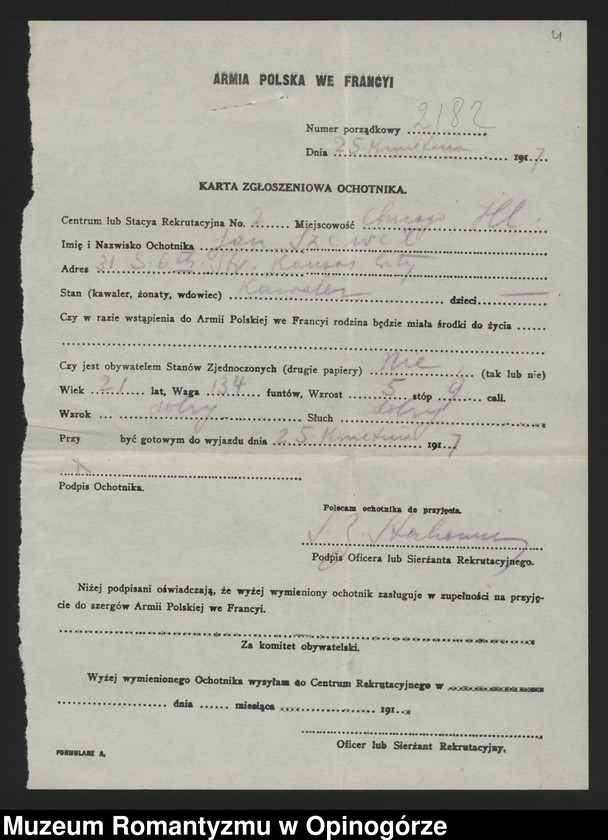 4
ARMIA POLSKA WE FRANCYI
Numer porządkowy 2182
Dnia 25 Kwietnia 1917
KARTA ZGŁOSZENIOWA OCHOTNIKA.
Centrum lub Stacya Rekrutacyjna No. 2 Miejscowość Chicago Ill.
Imię i Nazwisko Ochotnika Jan
Adres 31 S. 6th Str. Kansas City
Stan (kawaler, żonaty, wdowiec) Kawaler dzieci —
Czy w razie wstąpienia do Armii Polskiej we Francyi rodzina będzie miała środki do życia
Czy jest obywatelem Stanów Zjednoczonych (drugie papiery) Nie (tak lub nie)
Wiek 21 lat, Waga 134 funtów, Wzrost 5 stóp 9 cali.
Wzrok dobry Słuch dobry
Przy być gotowym do wyjazdu dnia 25 Kwietnia 1917
x
Podpis Ochotnika.
Polecam ochotnika do przyjęcia.
Podpis Oficera lub Sierżanta Rekrutacyjnego.
Niżej podpisani oświadczają, że wyżej wymieniony ochotnik zasługuje w zupełności na przyję-
cie do szergów Armii Polskiej we Francyi.
Za komitet obywatelski.
Wyżej wymienionego Ochotnika wysyłam do Centrum Rekrutacyjnego w
dnia miesiąca 191
Oficer lub Sierżant Rekrutacyjny.
FORMULARZ A.
Muzeum Romantyzmu w Opinogórze